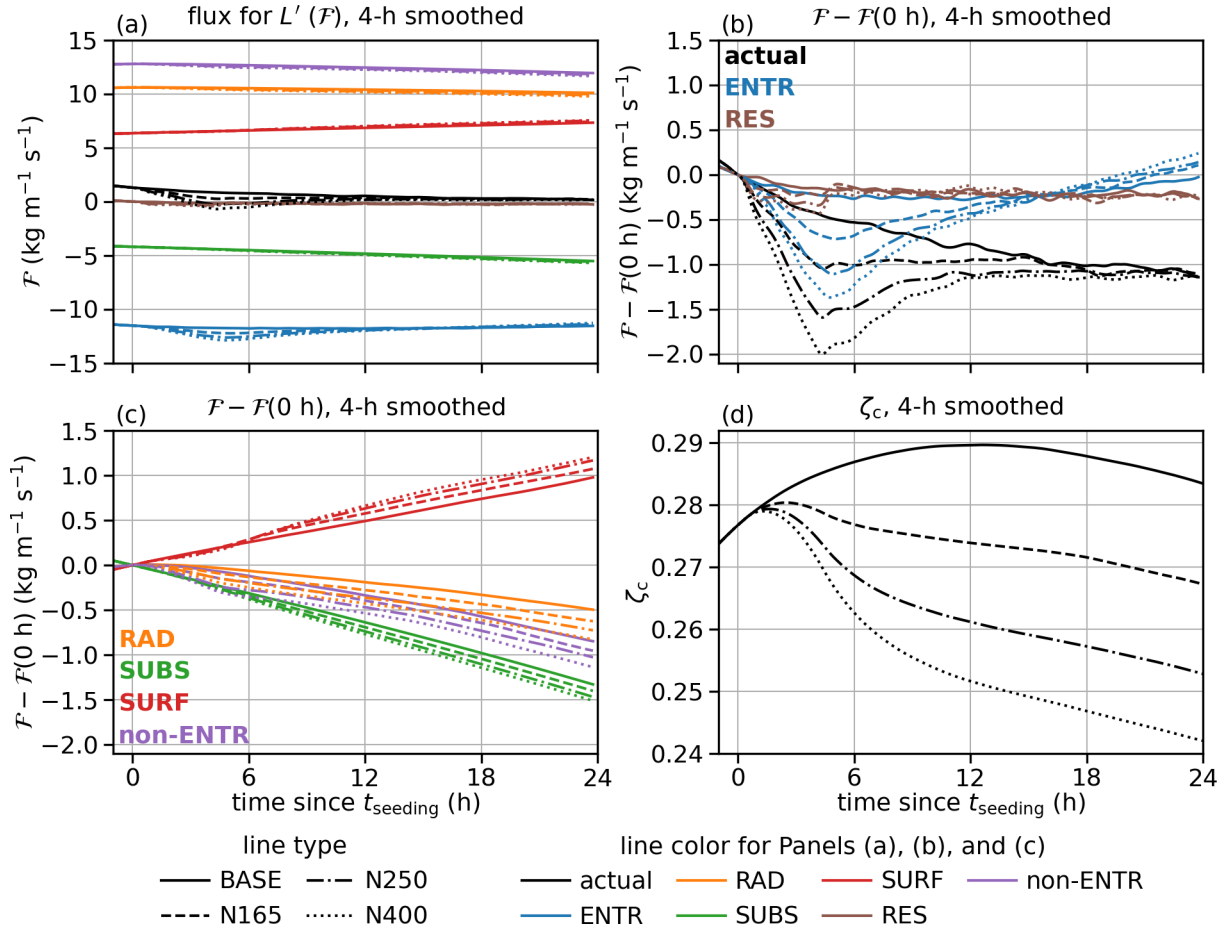 (a) flux for L′ (ℱ), 4-h smoothed
ℱ − ℱ(0 h), 4-h smoothed
(b)
15
10
5
0
−5
−10
−15
ℱ (kg m⁻¹ s⁻¹)
1.5
1.0
0.5
0.0
−0.5
−1.0
−1.5
−2.0
ℱ − ℱ(0 h) (kg m⁻¹ s⁻¹)
actual
ENTR
RES
(c) ℱ − ℱ(0 h), 4-h smoothed
(d) ζc, 4-h smoothed
1.5
1.0
0.5
0.0
−0.5
−1.0
−1.5
−2.0
ℱ − ℱ(0 h) (kg m⁻¹ s⁻¹)
RAD
SUBS
SURF
non-ENTR
0.29
0.28
0.27
0.26
0.25
0.24
ζc
0 6 12 18 24
0 6 12 18 24
time since tseeding (h)
time since tseeding (h)
line type
line color for Panels (a), (b), and (c)
BASE N250
N165 N400
actual RAD SURF non-ENTR
ENTR SUBS RES